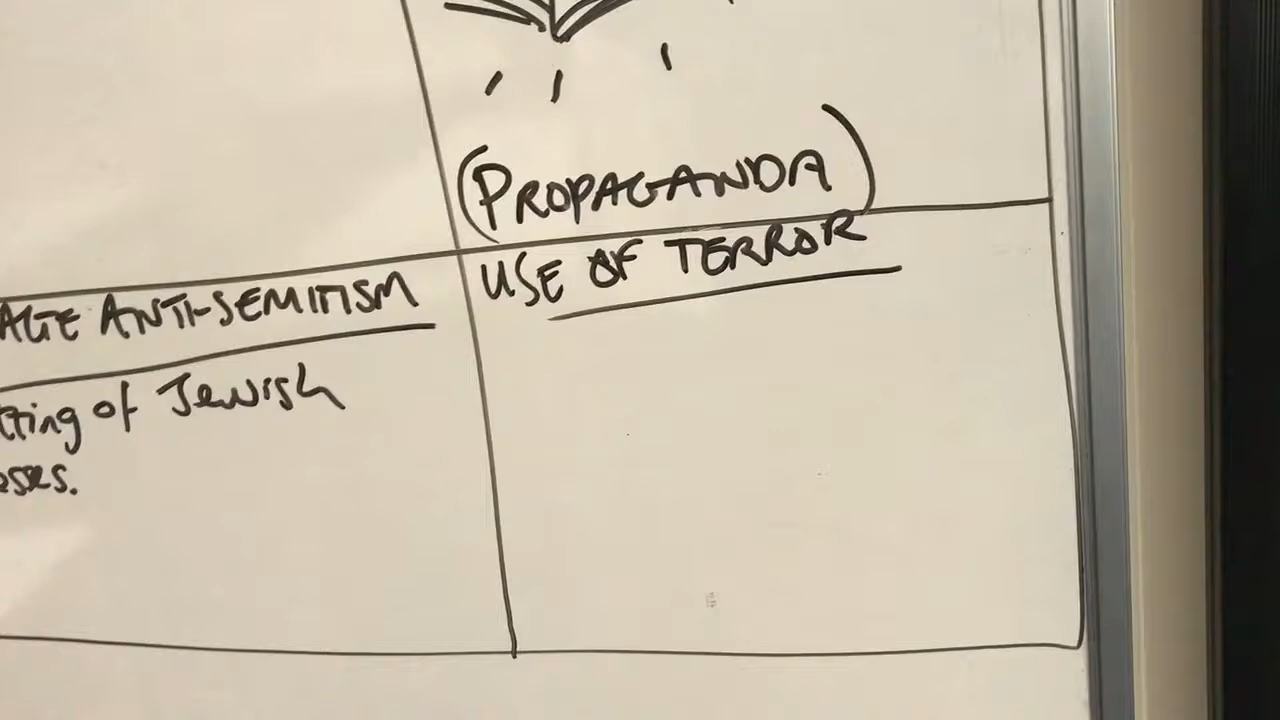 (PROPAGANDA)
ANTI-SEMITISM
of Jewish
USE OF TERROR